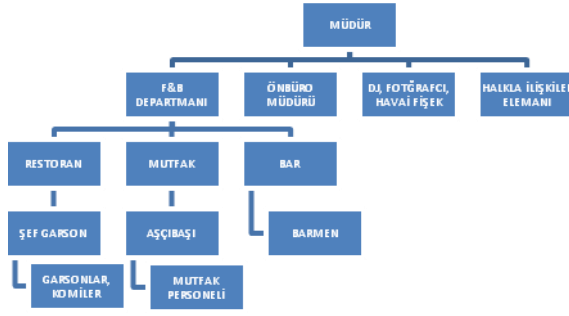 MÜDÜR
F&B
DEPARTMANI
ÖNBÜRO
MÜDÜRÜ
DJ, FOTĞRAFCI,
HAVAİ FİŞEK
HALKLA İLİŞKİLER
ELEMANI
RESTORAN
MUTFAK
BAR
ŞEF GARSON
AŞÇIBAŞI
BARMEN
GARSONLAR,
KOMİLER
MUTFAK
PERSONELİ